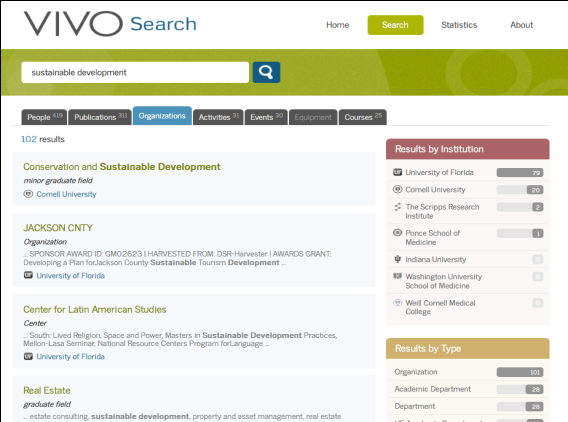 VIVO Search
Home Search Statistics About
sustainable development
People 419 Publications 311 Organizations Activities 31 Events 30 Equipment Courses 25
102 results
Conservation and Sustainable Development
minor graduate field
Cornell University
JACKSON CNTY
Organization
... SPONSOR AWARD ID: GM02623 | HARVESTED FROM: DSR-Harvester | AWARDS GRANT:
Developing a Plan forJackson County Sustainable Tourism Development ...
UF University of Florida
Center for Latin American Studies
Center
... South: Lived Religion, Space and Power, Masters in Sustainable Development Practices,
Mellon-Lasa Seminar, National Resource Centers Program forLanguage ...
UF University of Florida
Real Estate
graduate field
... estate consulting, sustainable development, property and asset management, real estate
Results by Institution
UF University of Florida 79
Cornell University 20
The Scripps Research
Institute 2
Ponce School of
Medicine 1
Indiana University 0
Washington University
School of Medicine 0
Weill Cornell Medical
College 0
Results by Type
Organization 101
Academic Department 28
Department 28